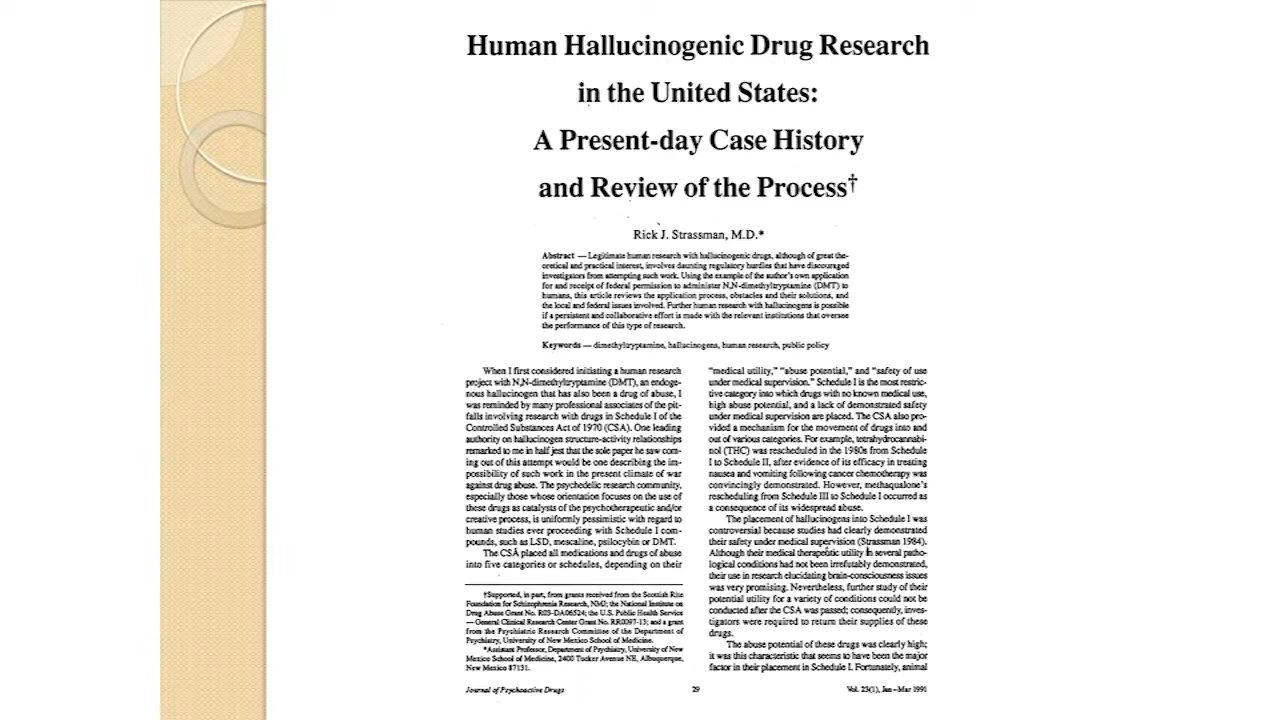 Human Hallucinogenic Drug Research
in the United States:
A Present-day Case History
and Review of the Process†
Rick J. Strassman, M.D.*
Abstract — Legitimate human research with hallucinogenic drugs, although of great the-
oretical and practical interest, involves daunting regulatory hurdles that have discouraged
investigators from attempting such work. Using the example of the author's own application
for and receipt of federal permission to administer N,N-dimethyltryptamine (DMT) to
humans, this article reviews the application process, obstacles and their solutions, and
the local and federal issues involved. Further human research with hallucinogens is possible
if a persistent and collaborative effort is made with the relevant institutions that oversee
the performance of this type of research.
Keywords — dimethyltryptamine, hallucinogens, human research, public policy
When I first considered initiating a human research
project with N,N-dimethyltryptamine (DMT), an endoge-
nous hallucinogen that has also been a drug of abuse, I
was reminded by many professional associates of the pit-
falls involving research with drugs in Schedule I of the
Controlled Substances Act of 1970 (CSA). One leading
authority on hallucinogen structure-activity relationships
remarked to me in half jest that the sole paper he saw com-
ing out of this attempt would be one describing the im-
possibility of such work in the present climate of war
against drug abuse. The psychedelic research community,
especially those whose orientation focuses on the use of
these drugs as catalysts of the psychotherapeutic and/or
creative process, is uniformly pessimistic with regard to
human studies ever proceeding with Schedule I com-
pounds, such as LSD, mescaline, psilocybin or DMT.
The CSA placed all medications and drugs of abuse
into five categories or schedules, depending on their
†Supported, in part, from grants received from the Scottish Rite
Foundation for Schizophrenia Research, NMJ; the National Institute on
Drug Abuse Grant No. R03-DA06524; the U.S. Public Health Service
— General Clinical Research Center Grant No. RR0097-13; and a grant
from the Psychiatric Research Committee of the Department of
Psychiatry, University of New Mexico School of Medicine.
*Assistant Professor, Department of Psychiatry, University of New
Mexico School of Medicine, 2400 Tucker Avenue NE, Albuquerque,
New Mexico 87131.
"medical utility," "abuse potential," and "safety of use
under medical supervision." Schedule I is the most restric-
tive category into which drugs with no known medical use,
high abuse potential, and a lack of demonstrated safety
under medical supervision are placed. The CSA also pro-
vided a mechanism for the movement of drugs into and
out of various categories. For example, tetrahydrocannabi-
nol (THC) was rescheduled in the 1980s from Schedule
I to Schedule II, after evidence of its efficacy in treating
nausea and vomiting following cancer chemotherapy was
convincingly demonstrated. However, methaqualone's
rescheduling from Schedule III to Schedule I occurred as
a consequence of its widespread abuse.
The placement of hallucinogens into Schedule I was
controversial because studies had clearly demonstrated
their safety under medical supervision (Strassman 1984).
Although their medical therapeutic utility in several patho-
logical conditions had not been irrefutably demonstrated,
their use in research elucidating brain-consciousness issues
was very promising. Nevertheless, further study of their
potential utility for a variety of conditions could not be
conducted after the CSA was passed; consequently, inves-
tigators were required to return their supplies of these
drugs.
The abuse potential of these drugs was clearly high;
it was this characteristic that seems to have been the major
factor in their placement in Schedule I. Fortunately, animal
Journal of Psychoactive Drugs
29
Vol. 23(1), Jan–Mar 1991